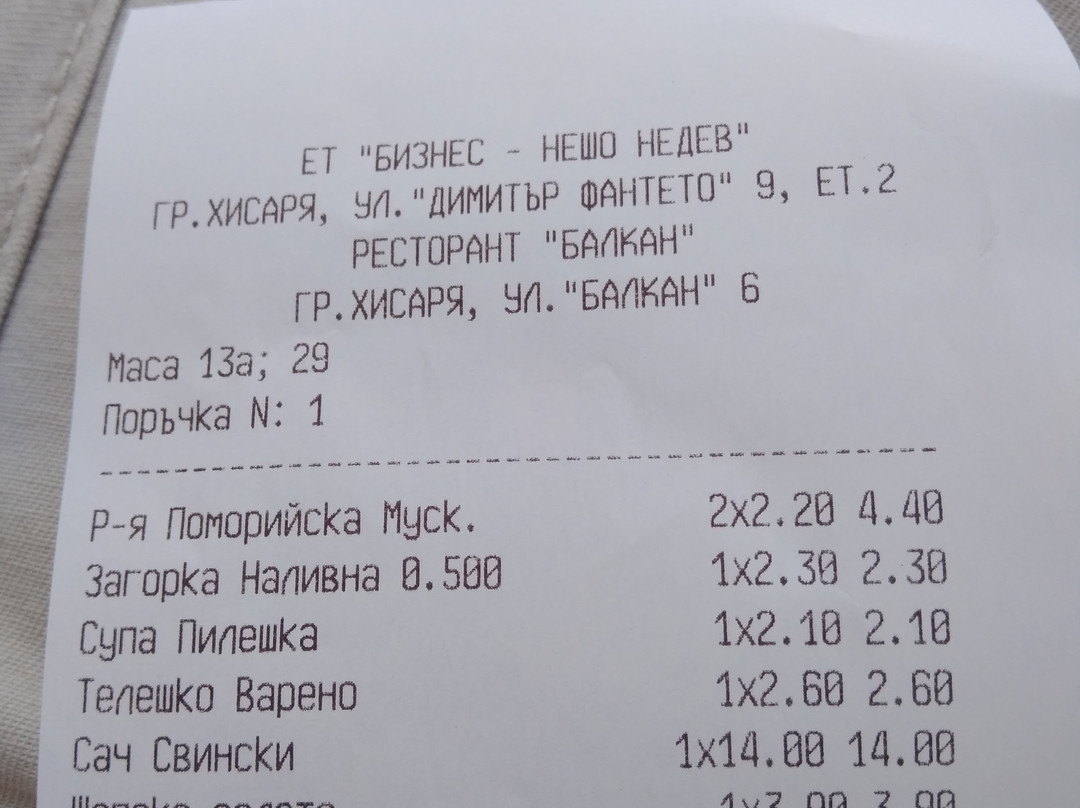 ЕТ "БИЗНЕС - НЕШО НЕДЕВ"
ГР.ХИСАРЯ, УЛ."ДИМИТЪР ФАНТЕТО" 9, ЕТ.2
РЕСТОРАНТ "БАЛКАН"
ГР.ХИСАРЯ, УЛ."БАЛКАН" 6
Маса 13а; 29
Поръчка N: 1
Р-я Поморийска Муск. 2x2.20 4.40
Загорка Наливна 0.500 1x2.30 2.30
Супа Пилешка 1x2.10 2.10
Телешко Варено 1x2.60 2.60
Сач Свински 1x14.00 14.00